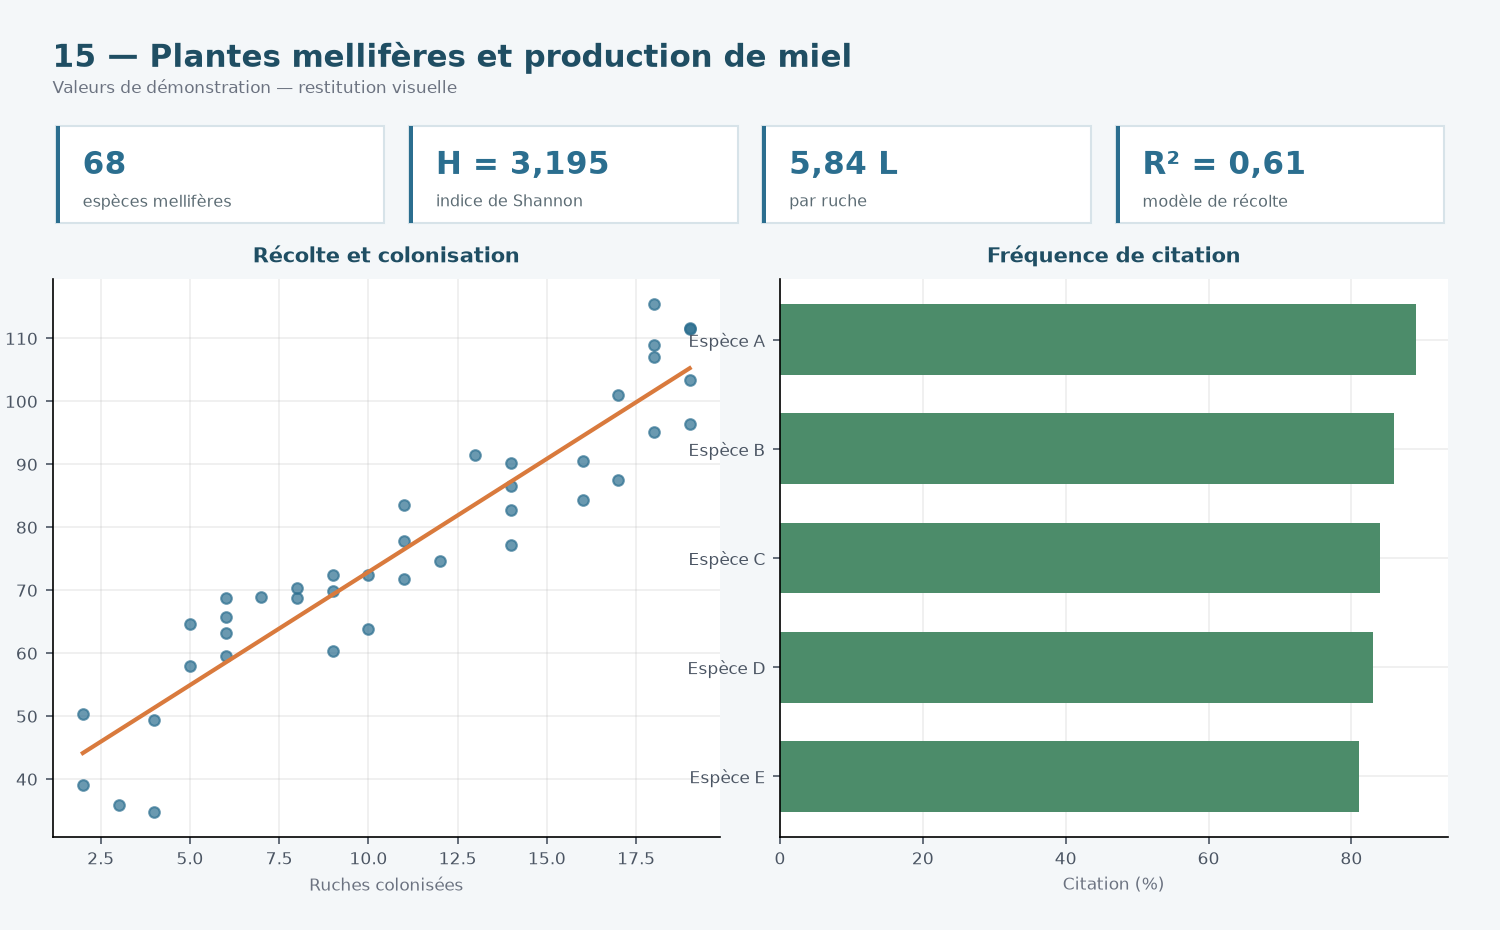 15 — Plantes mellifères et production de miel
Valeurs de démonstration — restitution visuelle
68
espèces mellifères
H = 3,195
indice de Shannon
5,84 L
par ruche
R² = 0,61
modèle de récolte
Récolte et colonisation
110
100
90
80
70
60
50
40
2.5 5.0 7.5 10.0 12.5 15.0 17.5
Ruches colonisées
Fréquence de citation
Espèce A
Espèce B
Espèce C
Espèce D
Espèce E
0 20 40 60 80
Citation (%)